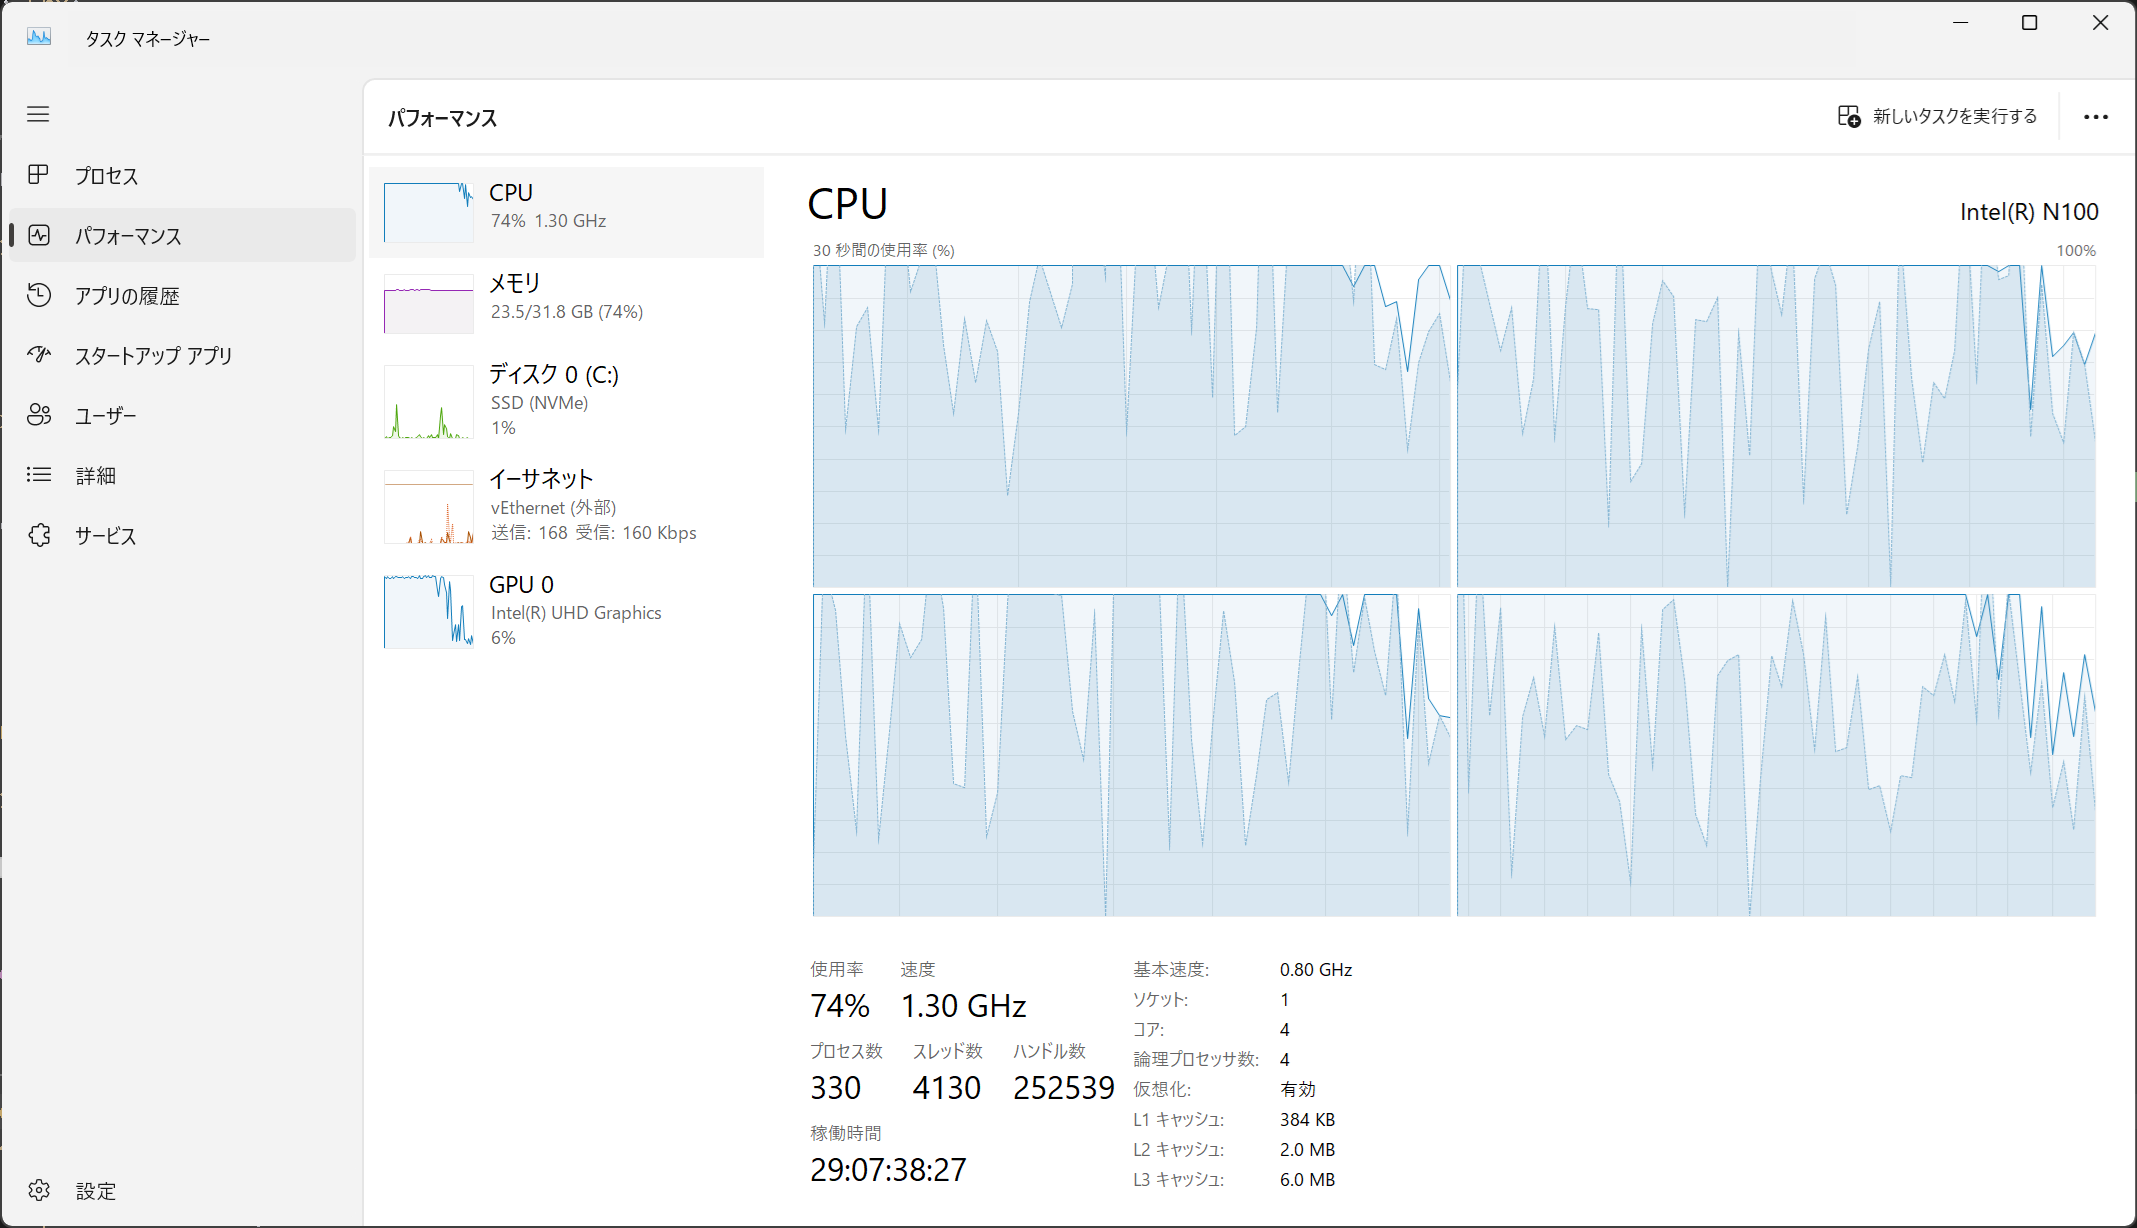 タスク マネージャー
パフォーマンス
新しいタスクを実行する
プロセス
パフォーマンス
アプリの履歴
スタートアップ アプリ
ユーザー
詳細
サービス
設定
CPU
74% 1.30 GHz
メモリ
23.5/31.8 GB (74%)
ディスク 0 (C:)
SSD (NVMe)
1%
イーサネット
vEthernet (外部)
送信: 168 受信: 160 Kbps
GPU 0
Intel(R) UHD Graphics
6%
CPU
Intel(R) N100
30 秒間の使用率 (%)
100%
使用率 速度
74% 1.30 GHz
プロセス数 スレッド数 ハンドル数
330 4130 252539
稼働時間
29:07:38:27
基本速度: 0.80 GHz
ソケット: 1
コア: 4
論理プロセッサ数: 4
仮想化: 有効
L1 キャッシュ: 384 KB
L2 キャッシュ: 2.0 MB
L3 キャッシュ: 6.0 MB